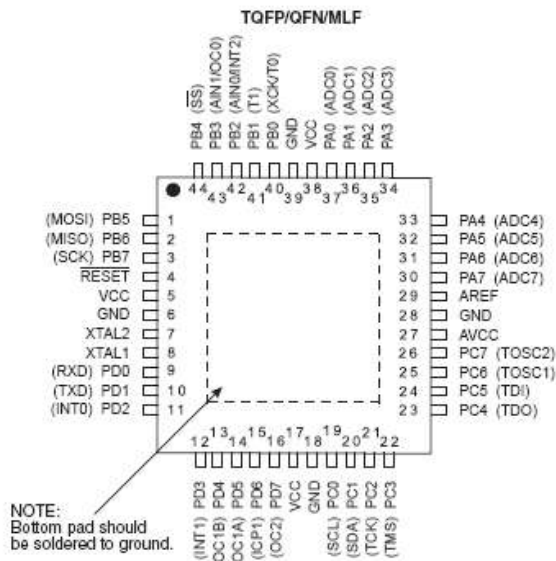 TQFP/QFN/MLF
PB4 (SS)
PB3 (AIN1/OC0)
PB2 (AIN0/INT2)
PB1 (T1)
PB0 (XCK/T0)
GND
VCC
PA0 (ADC0)
PA1 (ADC1)
PA2 (ADC2)
PA3 (ADC3)
44
43
42
41
40
39
38
37
36
35
34
(MOSI) PB5 1
(MISO) PB6 2
(SCK) PB7 3
RESET 4
VCC 5
GND 6
XTAL2 7
XTAL1 8
(RXD) PD0 9
(TXD) PD1 10
(INT0) PD2 11
33 PA4 (ADC4)
32 PA5 (ADC5)
31 PA6 (ADC6)
30 PA7 (ADC7)
29 AREF
28 GND
27 AVCC
26 PC7 (TOSC2)
25 PC6 (TOSC1)
24 PC5 (TDI)
23 PC4 (TDO)
12
13
14
15
16
17
18
19
20
21
22
(INT1) PD3
OC1B) PD4
OC1A) PD5
(ICP1) PD6
(OC2) PD7
VCC
GND
(SCL) PC0
(SDA) PC1
(TCK) PC2
(TMS) PC3
NOTE:
Bottom pad should
be soldered to ground.